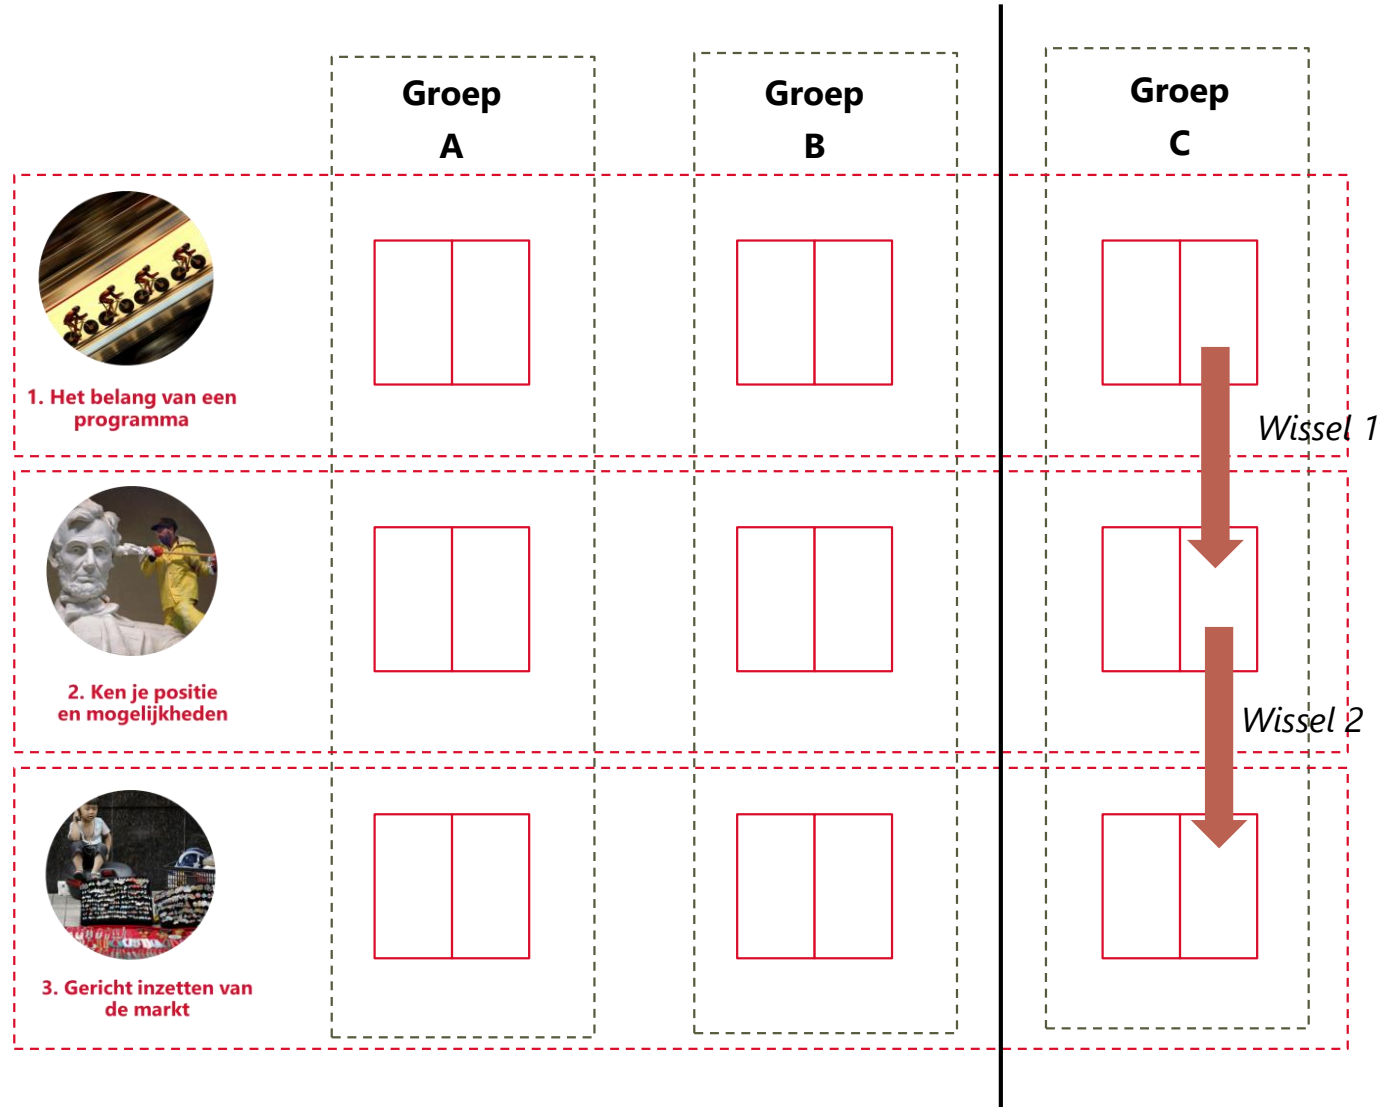 Groep
A
Groep
B
Groep
C
1. Het belang van een
programma
Wissel 1
2. Ken je positie
en mogelijkheden
Wissel 2
3. Gericht inzetten van
de markt